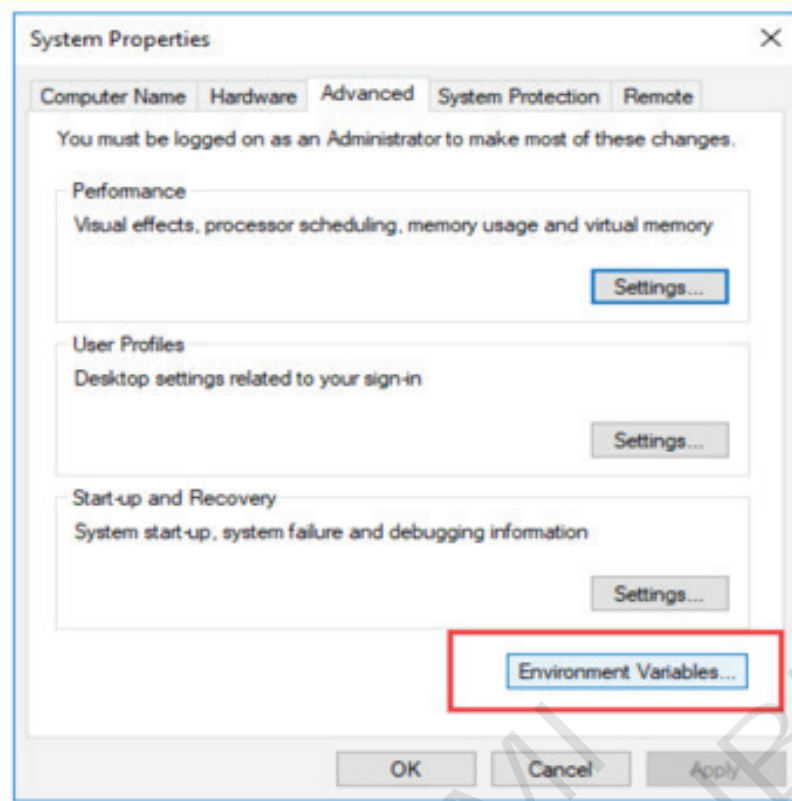 System Properties
Computer Name Hardware Advanced System Protection Remote
You must be logged on as an Administrator to make most of these changes.
Performance
Visual effects, processor scheduling, memory usage and virtual memory
Settings...
User Profiles
Desktop settings related to your sign-in
Settings...
Start-up and Recovery
System start-up, system failure and debugging information
Settings...
Environment Variables...
OK Cancel Apply